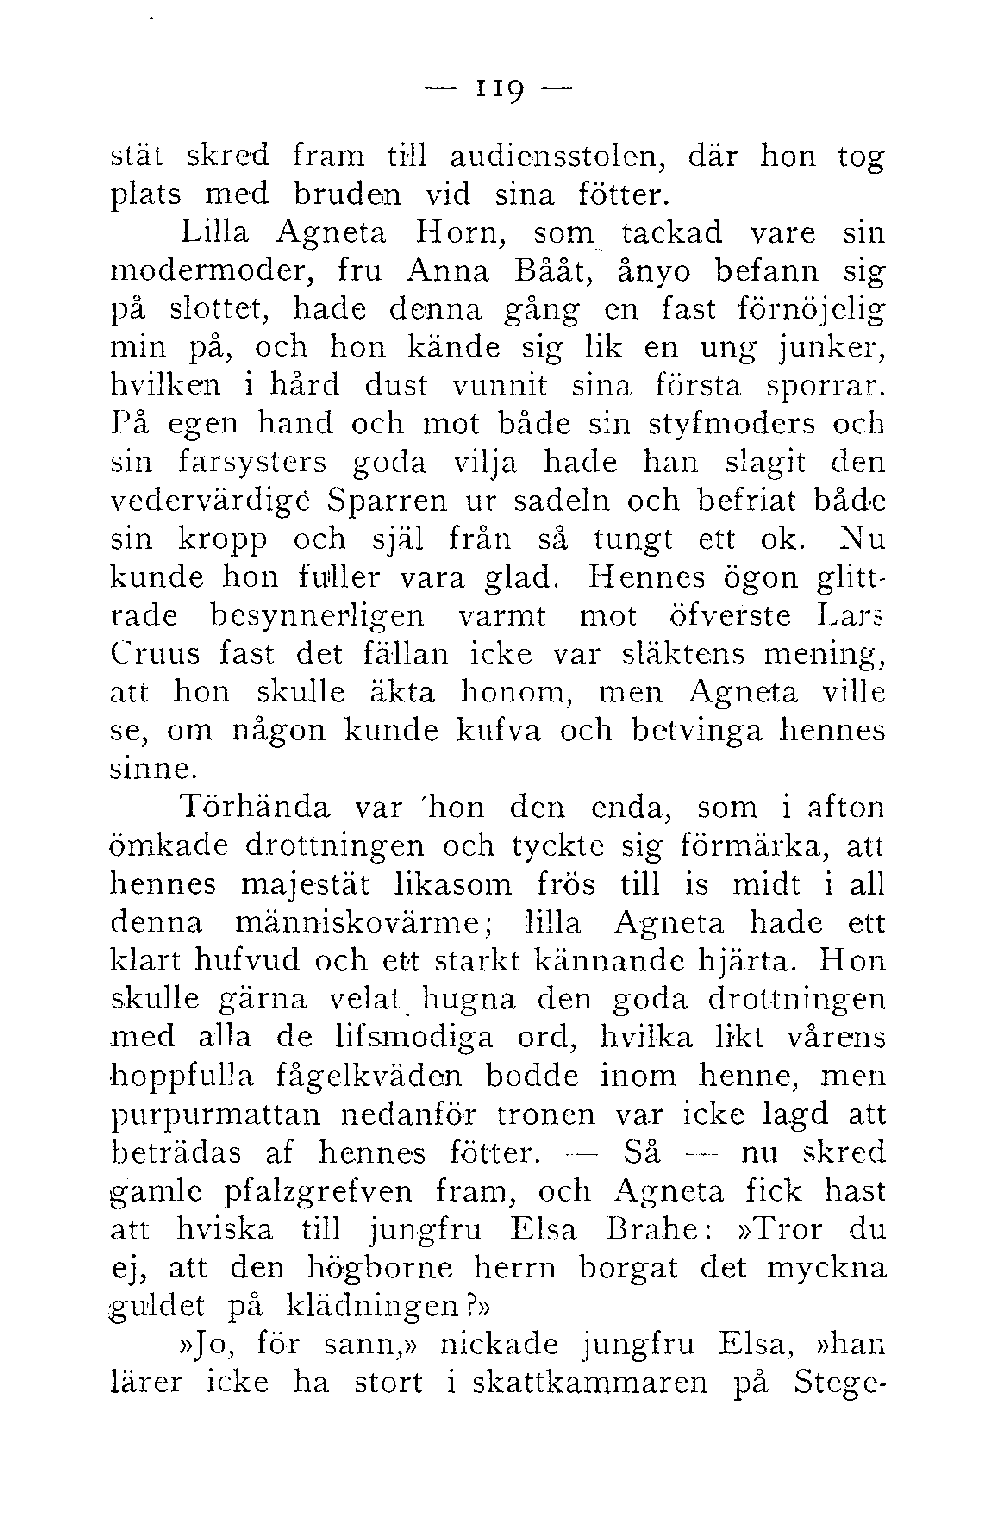 — 119 —
stät skred fram till audiensstolen, där hon tog
plats med bruden vid sina fötter.
Lilla Agneta Horn, som tackad vare sin
modermoder, fru Anna Bååt, ånyo befann sig
på slottet, hade denna gång en fast förnöjelig
min på, och hon kände sig lik en ung junker,
hvilken i hård dust vunnit sina första sporrar.
På egen hand och mot både sin styfmoders och
sin farsysters goda vilja hade han slagit den
vedervärdige Sparren ur sadeln och befriat både
sin kropp och själ från så tungt ett ok. Nu
kunde hon fuller vara glad. Hennes ögon glitt-
rade besynnerligen varmt mot öfverste Lars
Cruus fast det fällan icke var släktens mening,
att hon skulle äkta honom, men Agneta ville
se, om någon kunde kufva och betvinga hennes
sinne.
Törhända var hon den enda, som i afton
ömkade drottningen och tyckte sig förmärka, att
hennes majestät likasom frös till is midt i all
denna människovärme; lilla Agneta hade ett
klart hufvud och ett starkt kännande hjärta. Hon
skulle gärna velat hugna den goda drottningen
med alla de lifsmodiga ord, hvilka likt vårens
hoppfulla fågelkväden bodde inom henne, men
purpurmattan nedanför tronen var icke lagd att
beträdas af hennes fötter. — Så — nu skred
gamle pfalzgrefven fram, och Agneta fick hast
att hviska till jungfru Elsa Brahe: »Tror du
ej, att den högborne herrn borgat det myckna
guldet på klädningen?»
»Jo, för sann,» nickade jungfru Elsa, »han
lärer icke ha stort i skattkammaren på Stege-